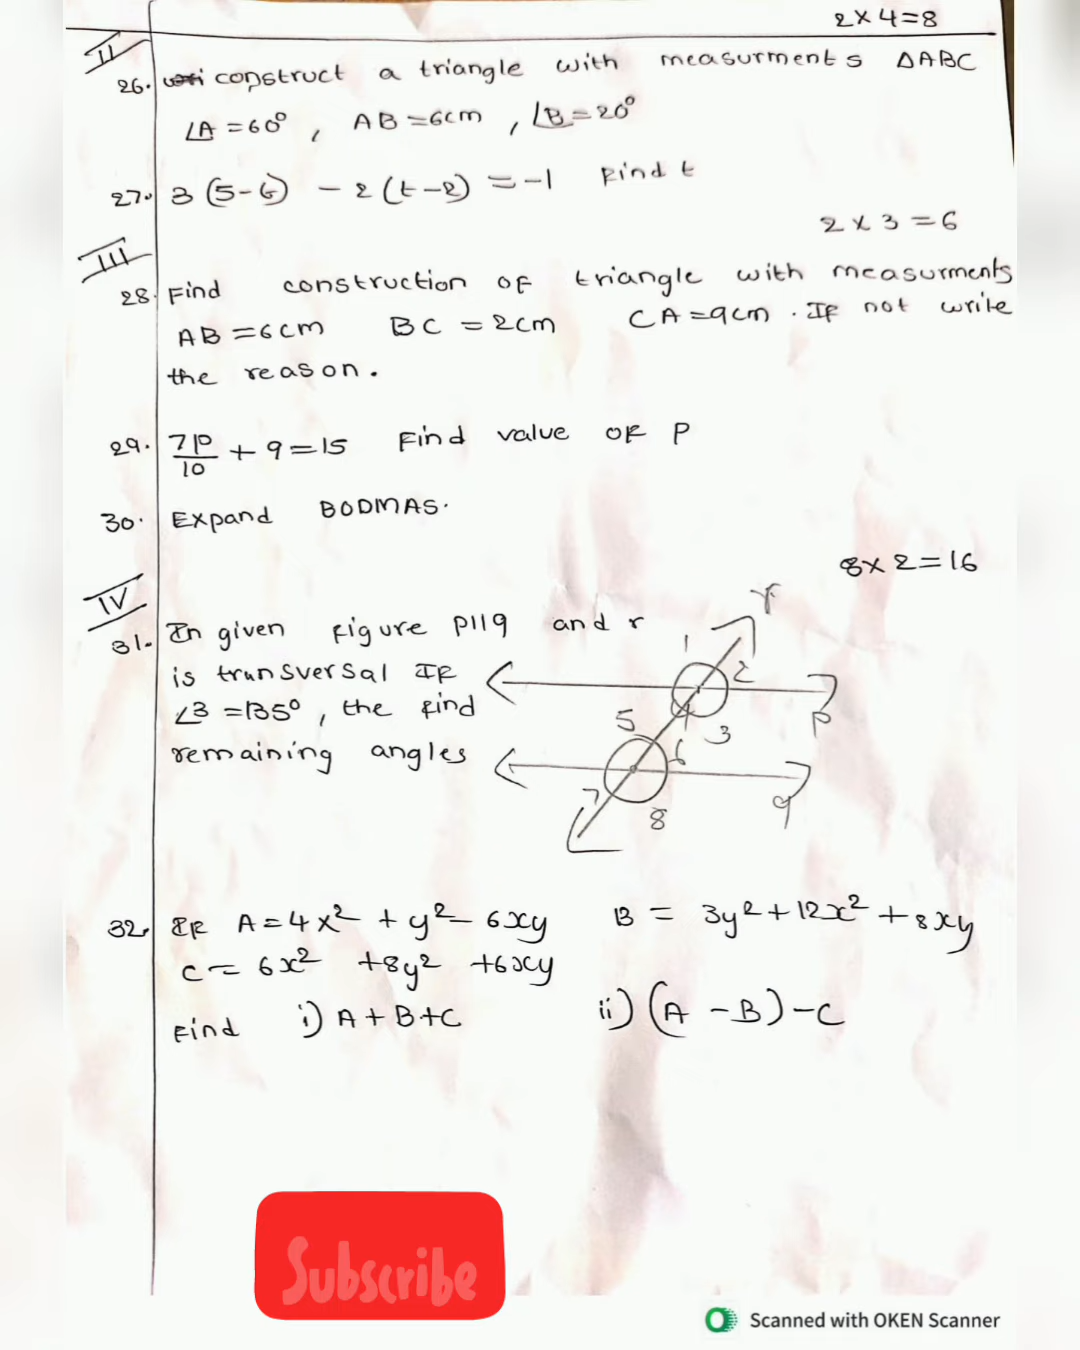 2 x 4 = 8
II
26. construct a triangle with measurments ΔABC
∠A = 60°, AB = 6cm, ∠B = 20°
27. 3 (5-6) - 2 (t-2) = -1 Find t
2 x 3 = 6
III
28. Find construction of triangle with measurments
AB = 6cm BC = 2cm CA = 9cm. If not write
the reason.
29. 7p/10 + 9 = 15 Find value of P
30. Expand BODMAS.
8 x 2 = 16
IV
31. In given figure p||q and r
is transversal If
∠3 = 135°, the find
remaining angles
r
1
2
p
5
4
3
6
7
q
8
32. If A = 4x² + y² - 6xy B = 3y² + 12x² + 8xy
C = 6x² + 8y² + 6xy
Find i) A + B + C ii) (A - B) - C
Subscribe
Scanned with OKEN Scanner